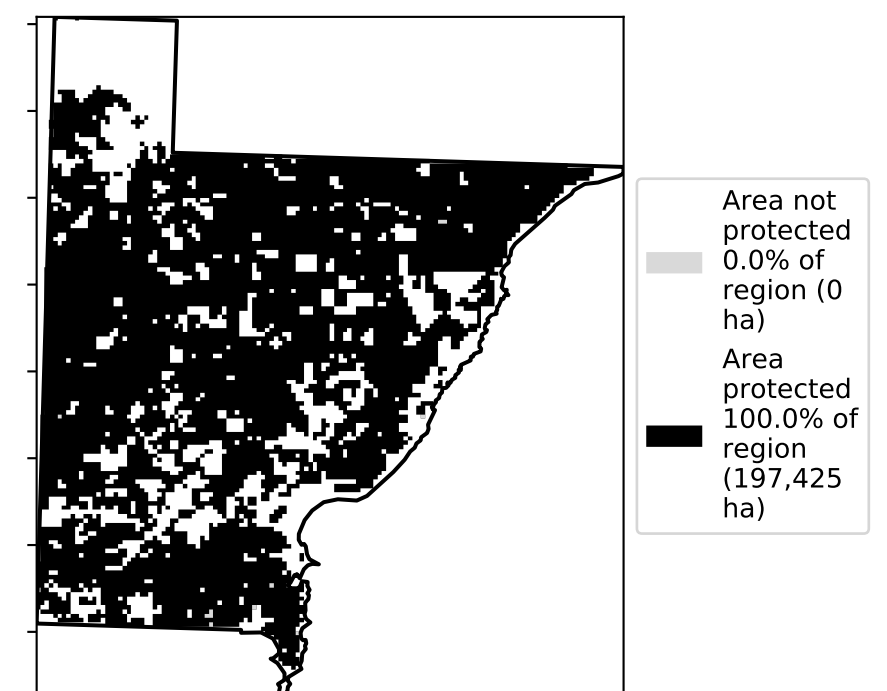 Area not
protected
0.0% of
region (0
ha)
Area
protected
100.0% of
region
(197,425
ha)